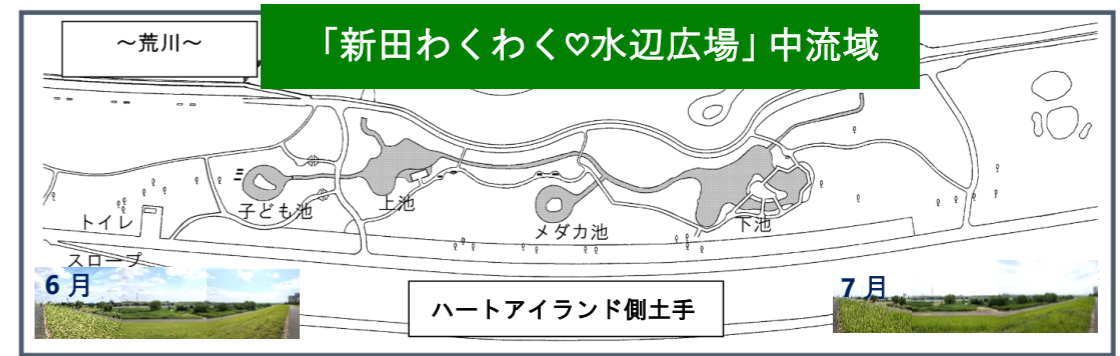 ～荒川～
「新田わくわく♡水辺広場」中流域
子ども池
上池
メダカ池
下池
トイレ
スロープ
6月
ハートアイランド側土手
7月